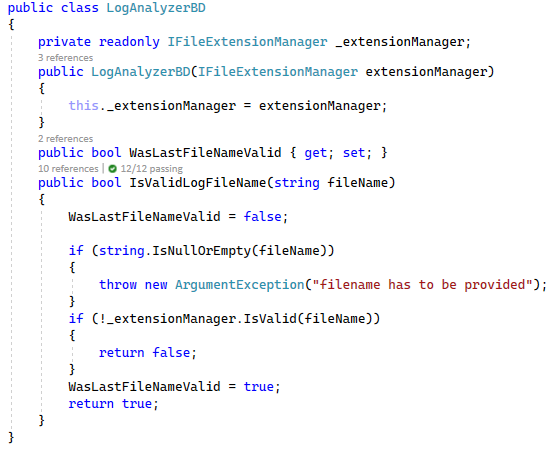 public class LogAnalyzerBD
{
    private readonly IFileExtensionManager _extensionManager;
    3 references
    public LogAnalyzerBD(IFileExtensionManager extensionManager)
    {
        this._extensionManager = extensionManager;
    }
    2 references
    public bool WasLastFileNameValid { get; set; }
    10 references | 12/12 passing
    public bool IsValidLogFileName(string fileName)
    {
        WasLastFileNameValid = false;

        if (string.IsNullOrEmpty(fileName))
        {
            throw new ArgumentException("filename has to be provided");
        }
        if (!_extensionManager.IsValid(fileName))
        {
            return false;
        }
        WasLastFileNameValid = true;
        return true;
    }
}